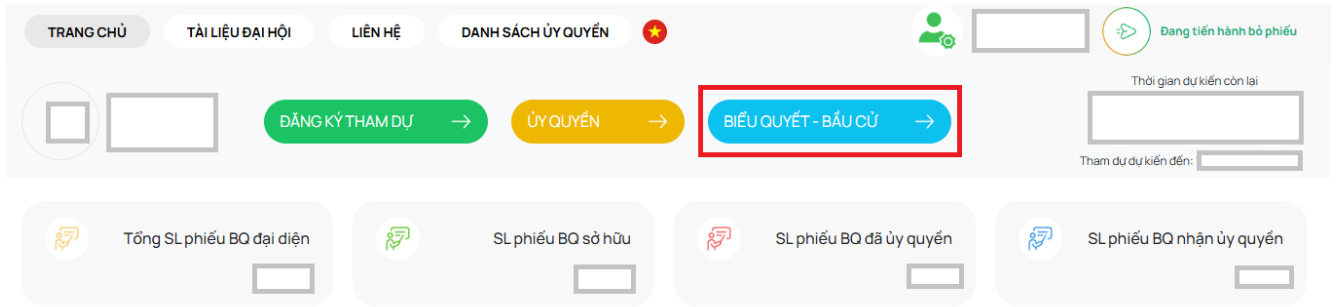 TRANG CHỦ TÀI LIỆU ĐẠI HỘI LIÊN HỆ DANH SÁCH ỦY QUYỀN Đang tiến hành bỏ phiếu
Thời gian dự kiến còn lại
ĐĂNG KÝ THAM DỰ ỦY QUYỀN BIỂU QUYẾT - BẦU CỬ
Tham dự dự kiến đến:
Tổng SL phiếu BQ đại diện SL phiếu BQ sở hữu SL phiếu BQ đã ủy quyền SL phiếu BQ nhận ủy quyền